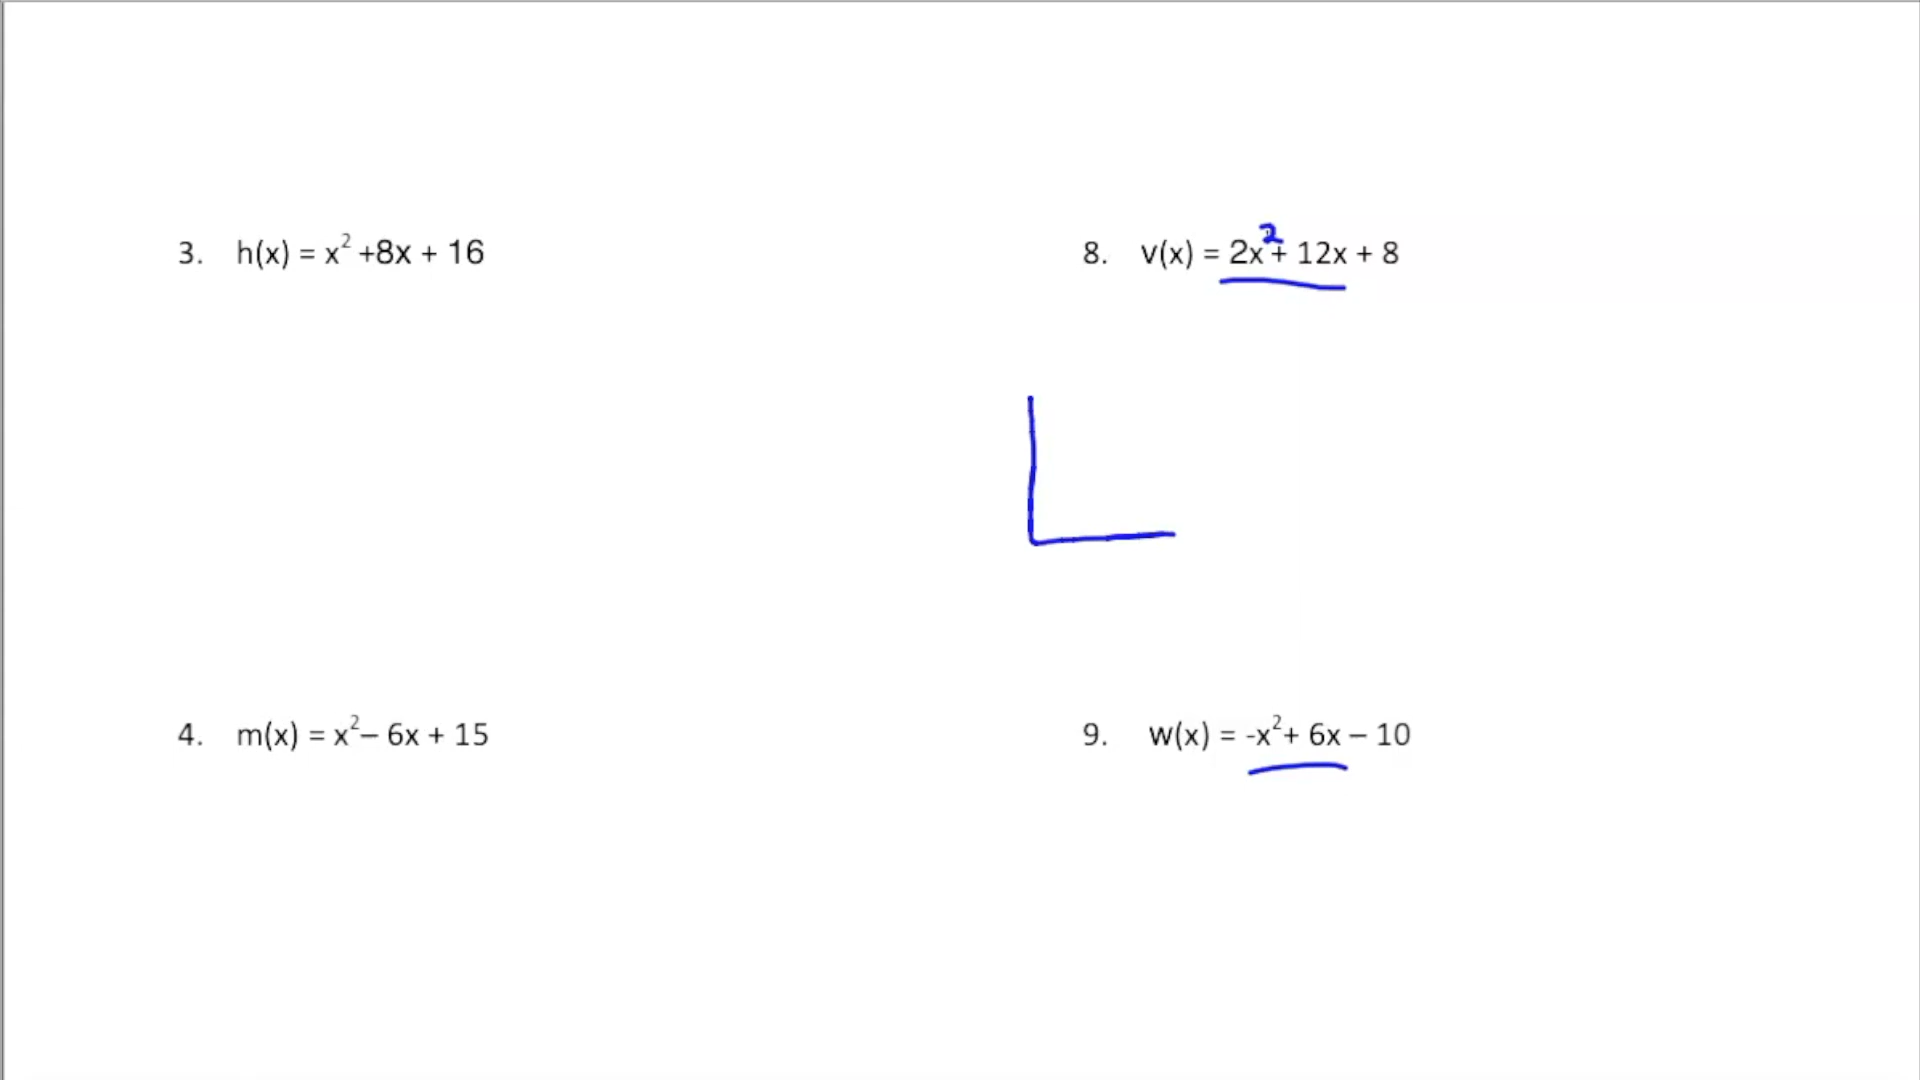 3. h(x) = x² +8x + 16
8. v(x) = 2x²+ 12x + 8
4. m(x) = x²– 6x + 15
9. w(x) = -x²+ 6x – 10